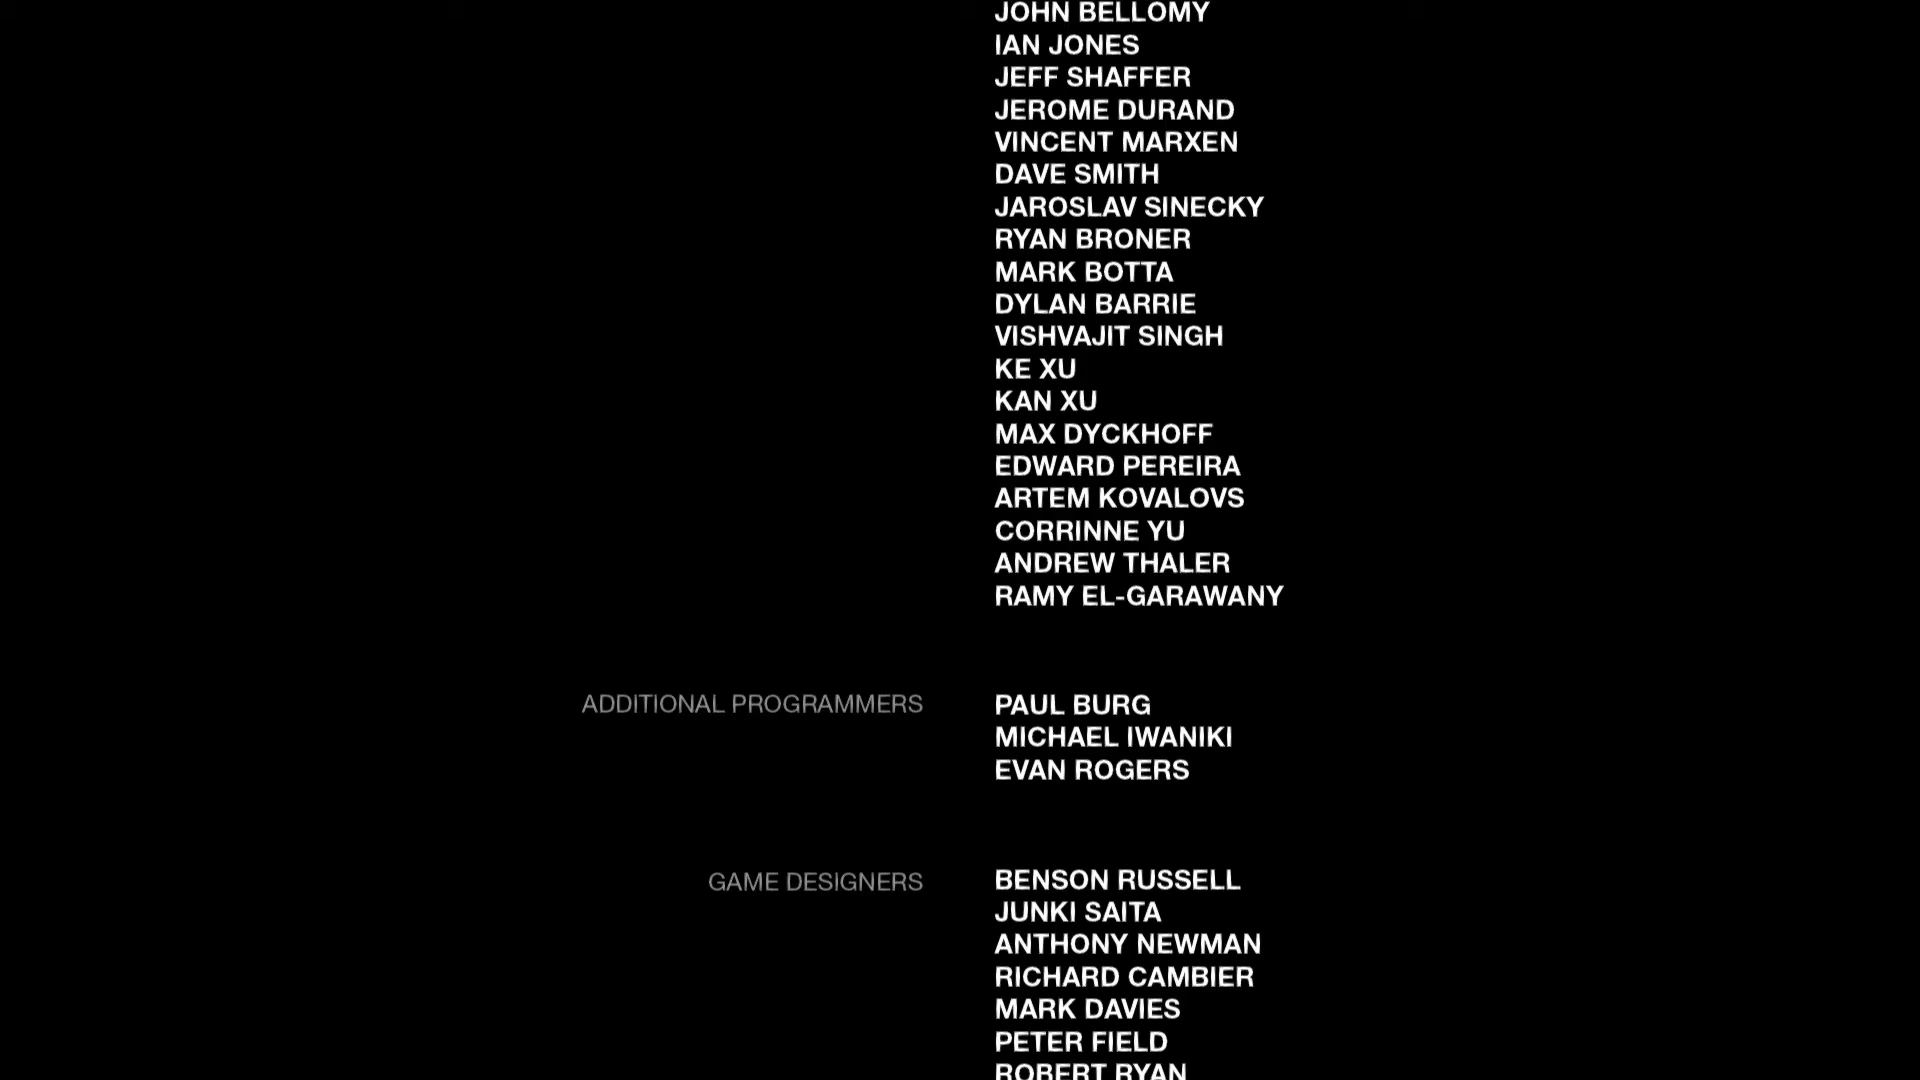 JOHN BELLOMY
IAN JONES
JEFF SHAFFER
JEROME DURAND
VINCENT MARXEN
DAVE SMITH
JAROSLAV SINECKY
RYAN BRONER
MARK BOTTA
DYLAN BARRIE
VISHVAJIT SINGH
KE XU
KAN XU
MAX DYCKHOFF
EDWARD PEREIRA
ARTEM KOVALOVS
CORRINNE YU
ANDREW THALER
RAMY EL-GARAWANY
ADDITIONAL PROGRAMMERS PAUL BURG
MICHAEL IWANIKI
EVAN ROGERS
GAME DESIGNERS BENSON RUSSELL
JUNKI SAITA
ANTHONY NEWMAN
RICHARD CAMBIER
MARK DAVIES
PETER FIELD
ROBERT RYAN